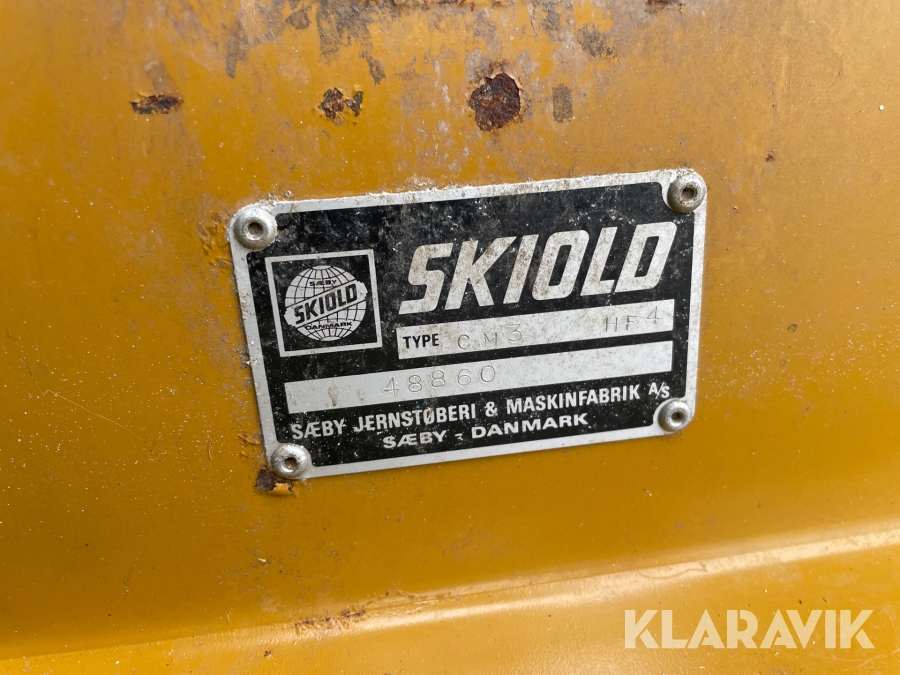 SÆBY
SKIOLD
DANMARK
SKIOLD
TYPE CM3 HF4
48860
SÆBY JERNSTØBERI & MASKINFABRIK A/S
SÆBY - DANMARK
KLARAVIK